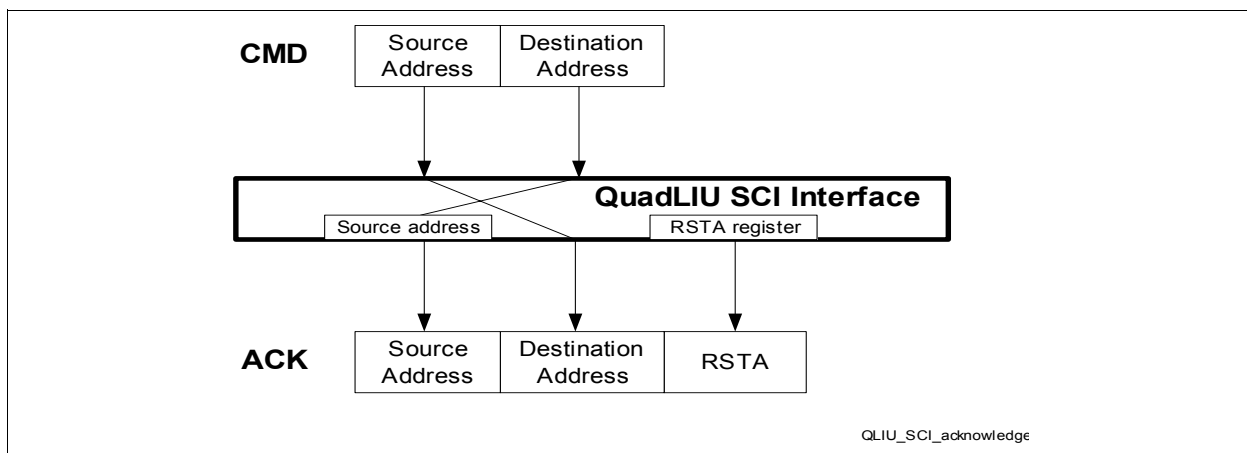 CMD
Source
Address
Destination
Address
QuadLIU SCI Interface
Source address
RSTA register
ACK
Source
Address
Destination
Address
RSTA
QLIU_SCI_acknowledge